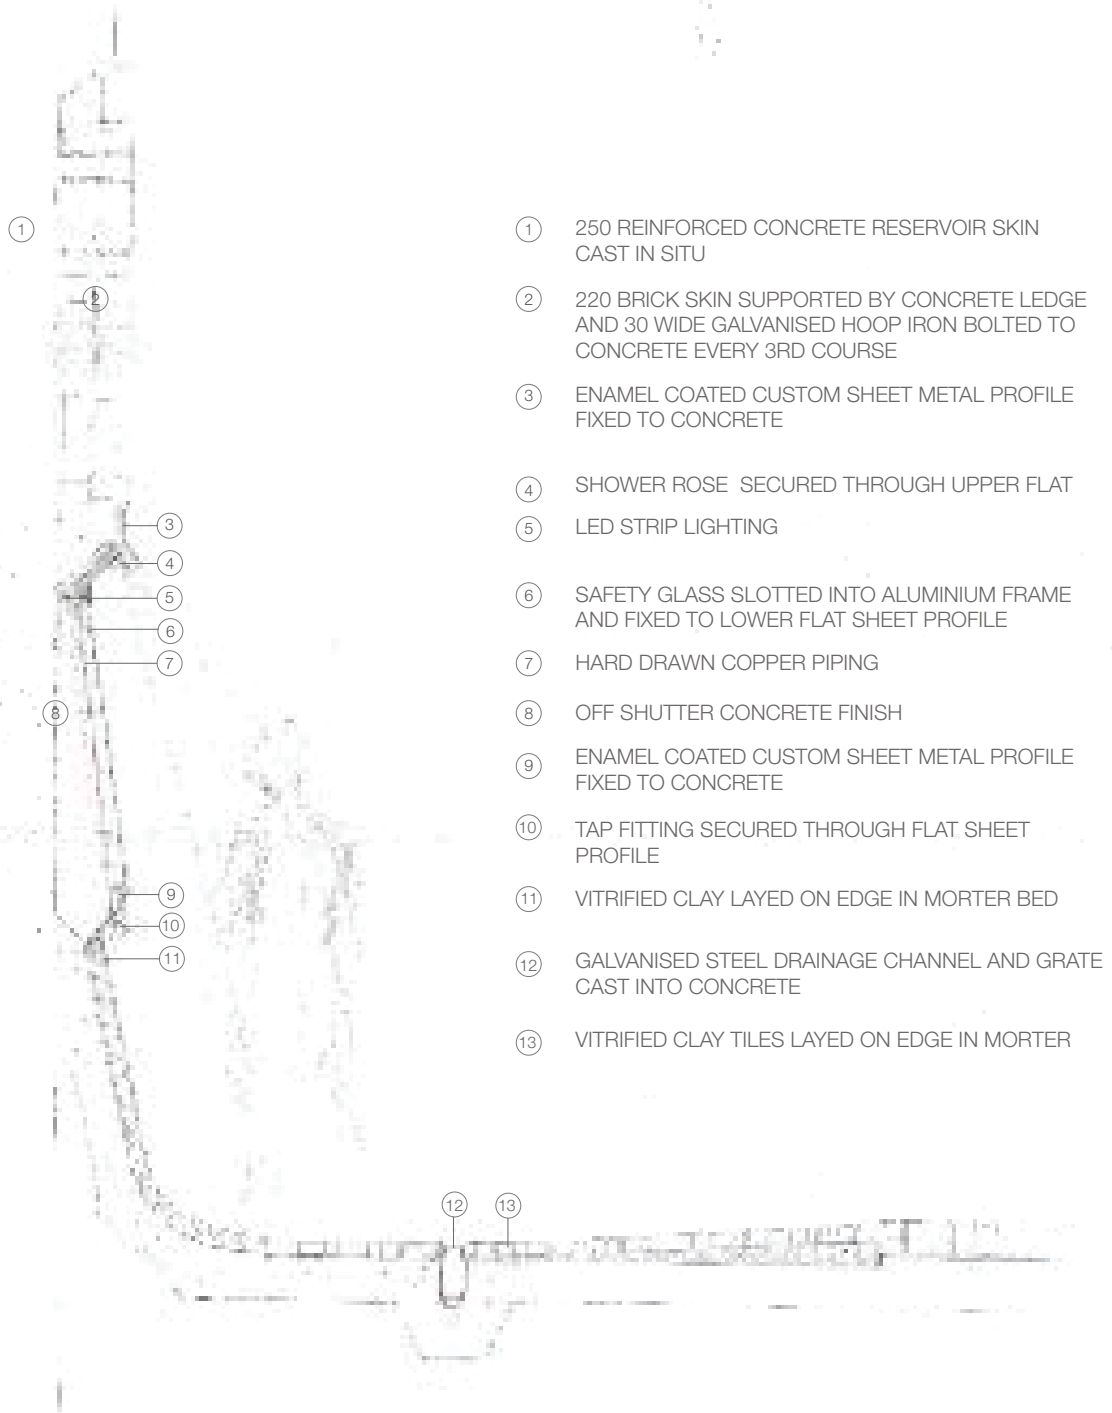 1
1 250 REINFORCED CONCRETE RESERVOIR SKIN
CAST IN SITU
2
2 220 BRICK SKIN SUPPORTED BY CONCRETE LEDGE
AND 30 WIDE GALVANISED HOOP IRON BOLTED TO
CONCRETE EVERY 3RD COURSE
3 ENAMEL COATED CUSTOM SHEET METAL PROFILE
FIXED TO CONCRETE
4 SHOWER ROSE SECURED THROUGH UPPER FLAT
3
5 LED STRIP LIGHTING
4
5
6 SAFETY GLASS SLOTTED INTO ALUMINIUM FRAME
AND FIXED TO LOWER FLAT SHEET PROFILE
6
7
7 HARD DRAWN COPPER PIPING
8
8 OFF SHUTTER CONCRETE FINISH
9 ENAMEL COATED CUSTOM SHEET METAL PROFILE
FIXED TO CONCRETE
10 TAP FITTING SECURED THROUGH FLAT SHEET
PROFILE
9
11 VITRIFIED CLAY LAYED ON EDGE IN MORTER BED
10
11
12 GALVANISED STEEL DRAINAGE CHANNEL AND GRATE
CAST INTO CONCRETE
13 VITRIFIED CLAY TILES LAYED ON EDGE IN MORTER
12 13